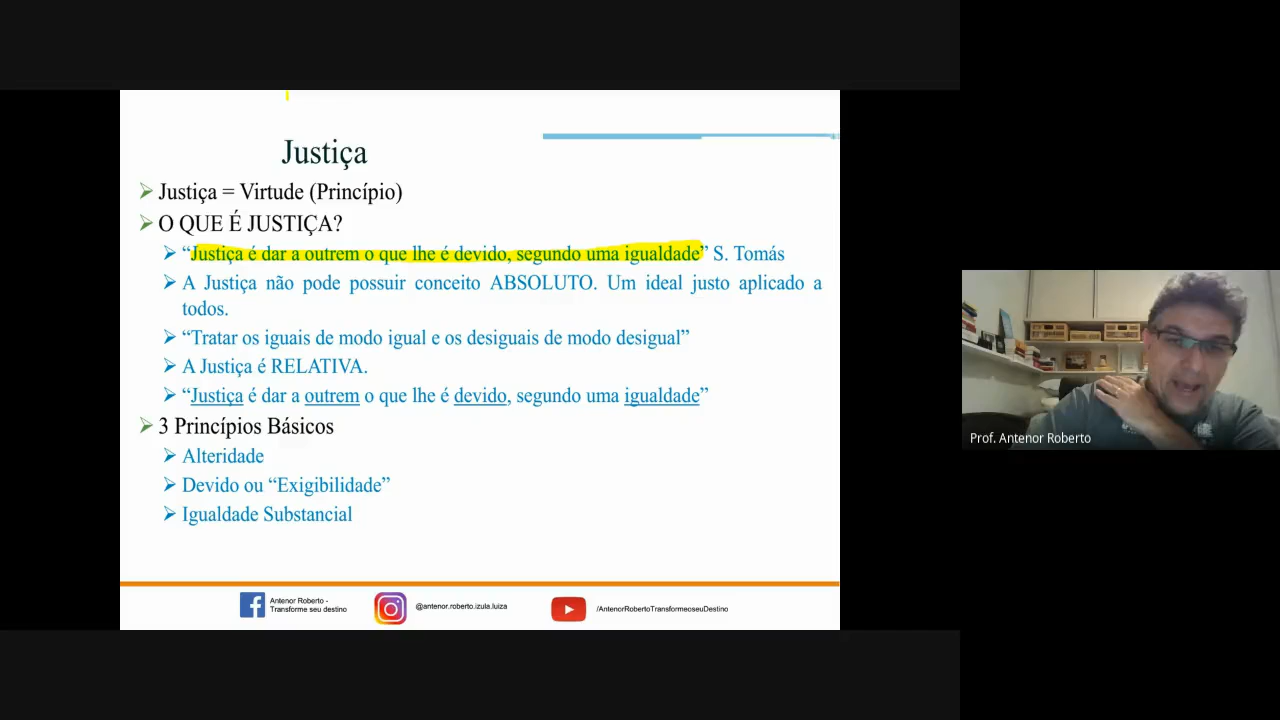 Justiça
Justiça = Virtude (Princípio)
O QUE É JUSTIÇA?
“Justiça é dar a outrem o que lhe é devido, segundo uma igualdade” S. Tomás
A Justiça não pode possuir conceito ABSOLUTO. Um ideal justo aplicado a
todos.
“Tratar os iguais de modo igual e os desiguais de modo desigual”
A Justiça é RELATIVA.
“Justiça é dar a outrem o que lhe é devido, segundo uma igualdade”
3 Princípios Básicos
Alteridade
Devido ou “Exigibilidade”
Igualdade Substancial
Antenor Roberto -
Transforme seu destino
@antenor.roberto.izula.luiza
/AntenorRobertoTransformeoseuDestino
Prof. Antenor Roberto